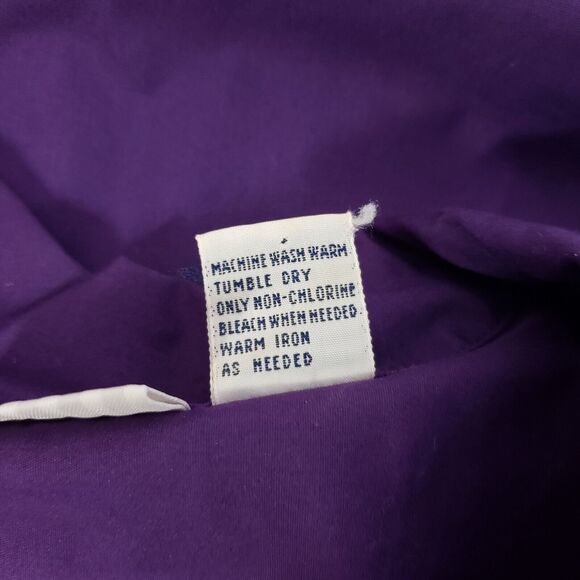 MACHINE WASH WARM
TUMBLE DRY
ONLY NON-CHLORINE
BLEACH WHEN NEEDED
WARM IRON
AS NEEDED